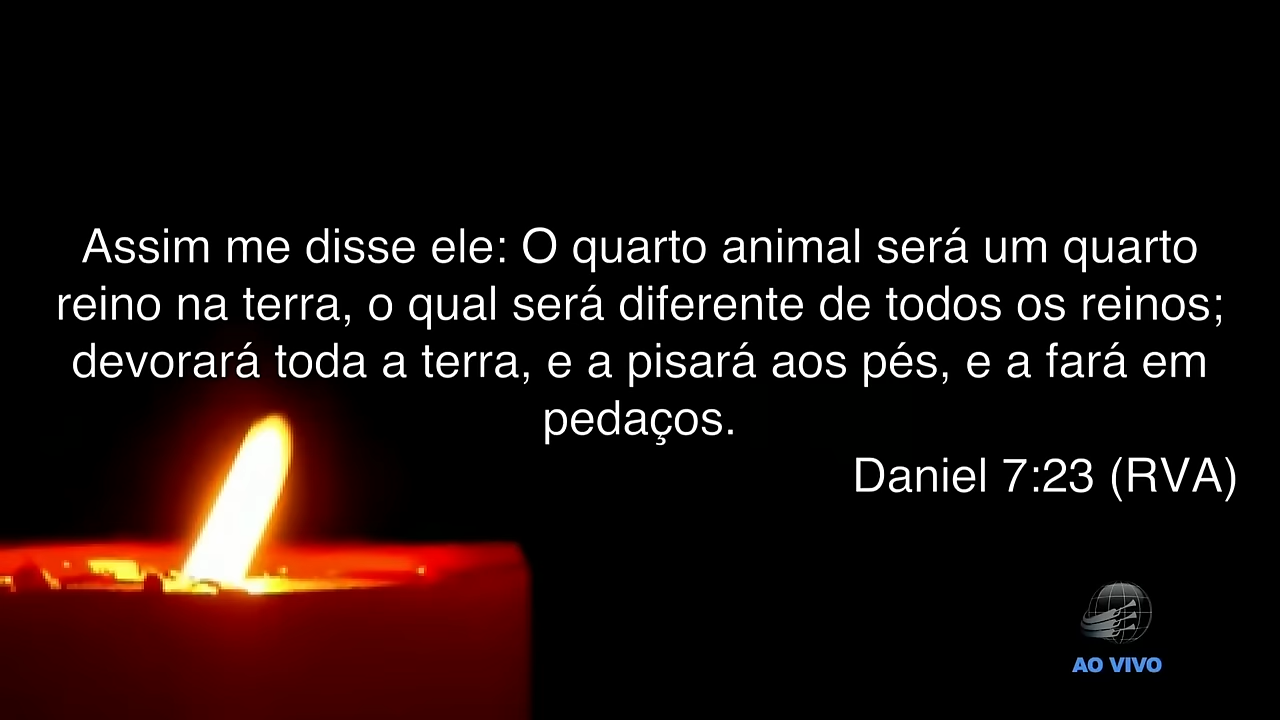 Assim me disse ele: O quarto animal será um quarto
reino na terra, o qual será diferente de todos os reinos;
devorará toda a terra, e a pisará aos pés, e a fará em
pedaços.
Daniel 7:23 (RVA)
AO VIVO